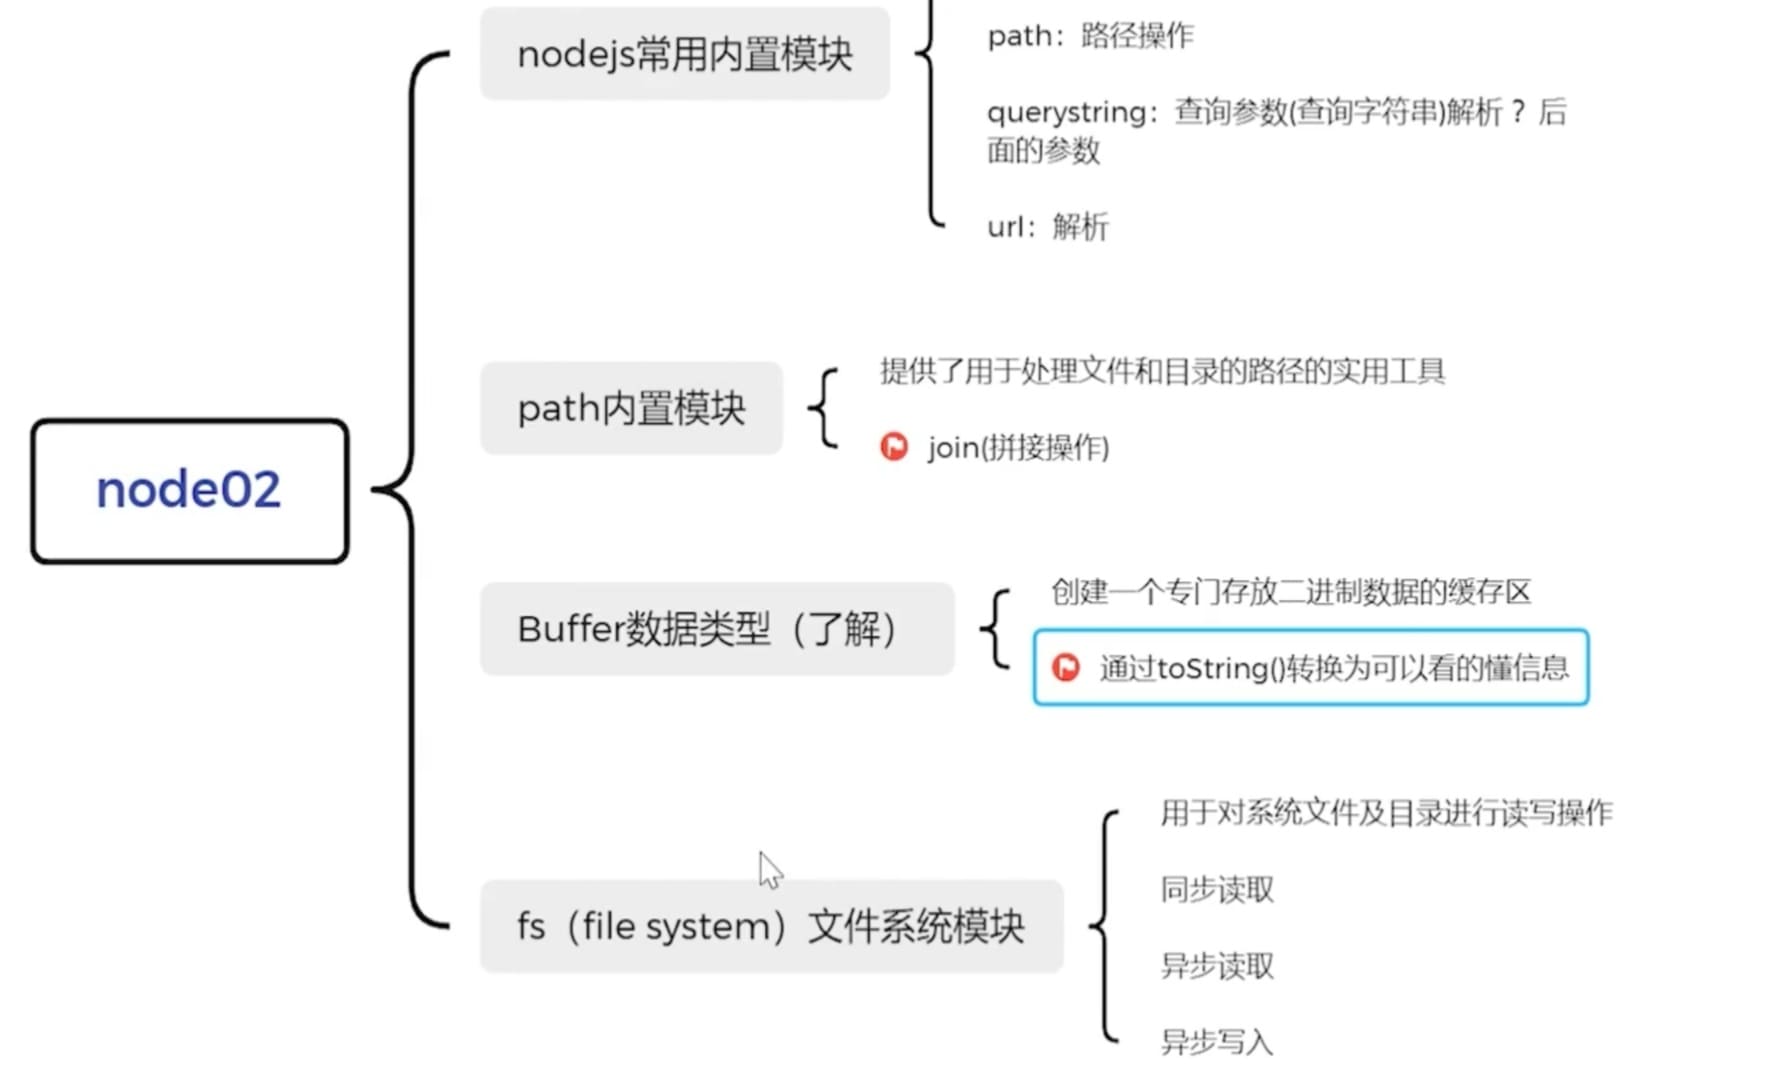 nodejs常用内置模块
path：路径操作
querystring：查询参数(查询字符串)解析？后
面的参数
url：解析
node02
path内置模块
提供了用于处理文件和目录的路径的实用工具
join(拼接操作)
Buffer数据类型（了解）
创建一个专门存放二进制数据的缓存区
通过toString()转换为可以看的懂信息
fs（file system）文件系统模块
用于对系统文件及目录进行读写操作
同步读取
异步读取
异步写入